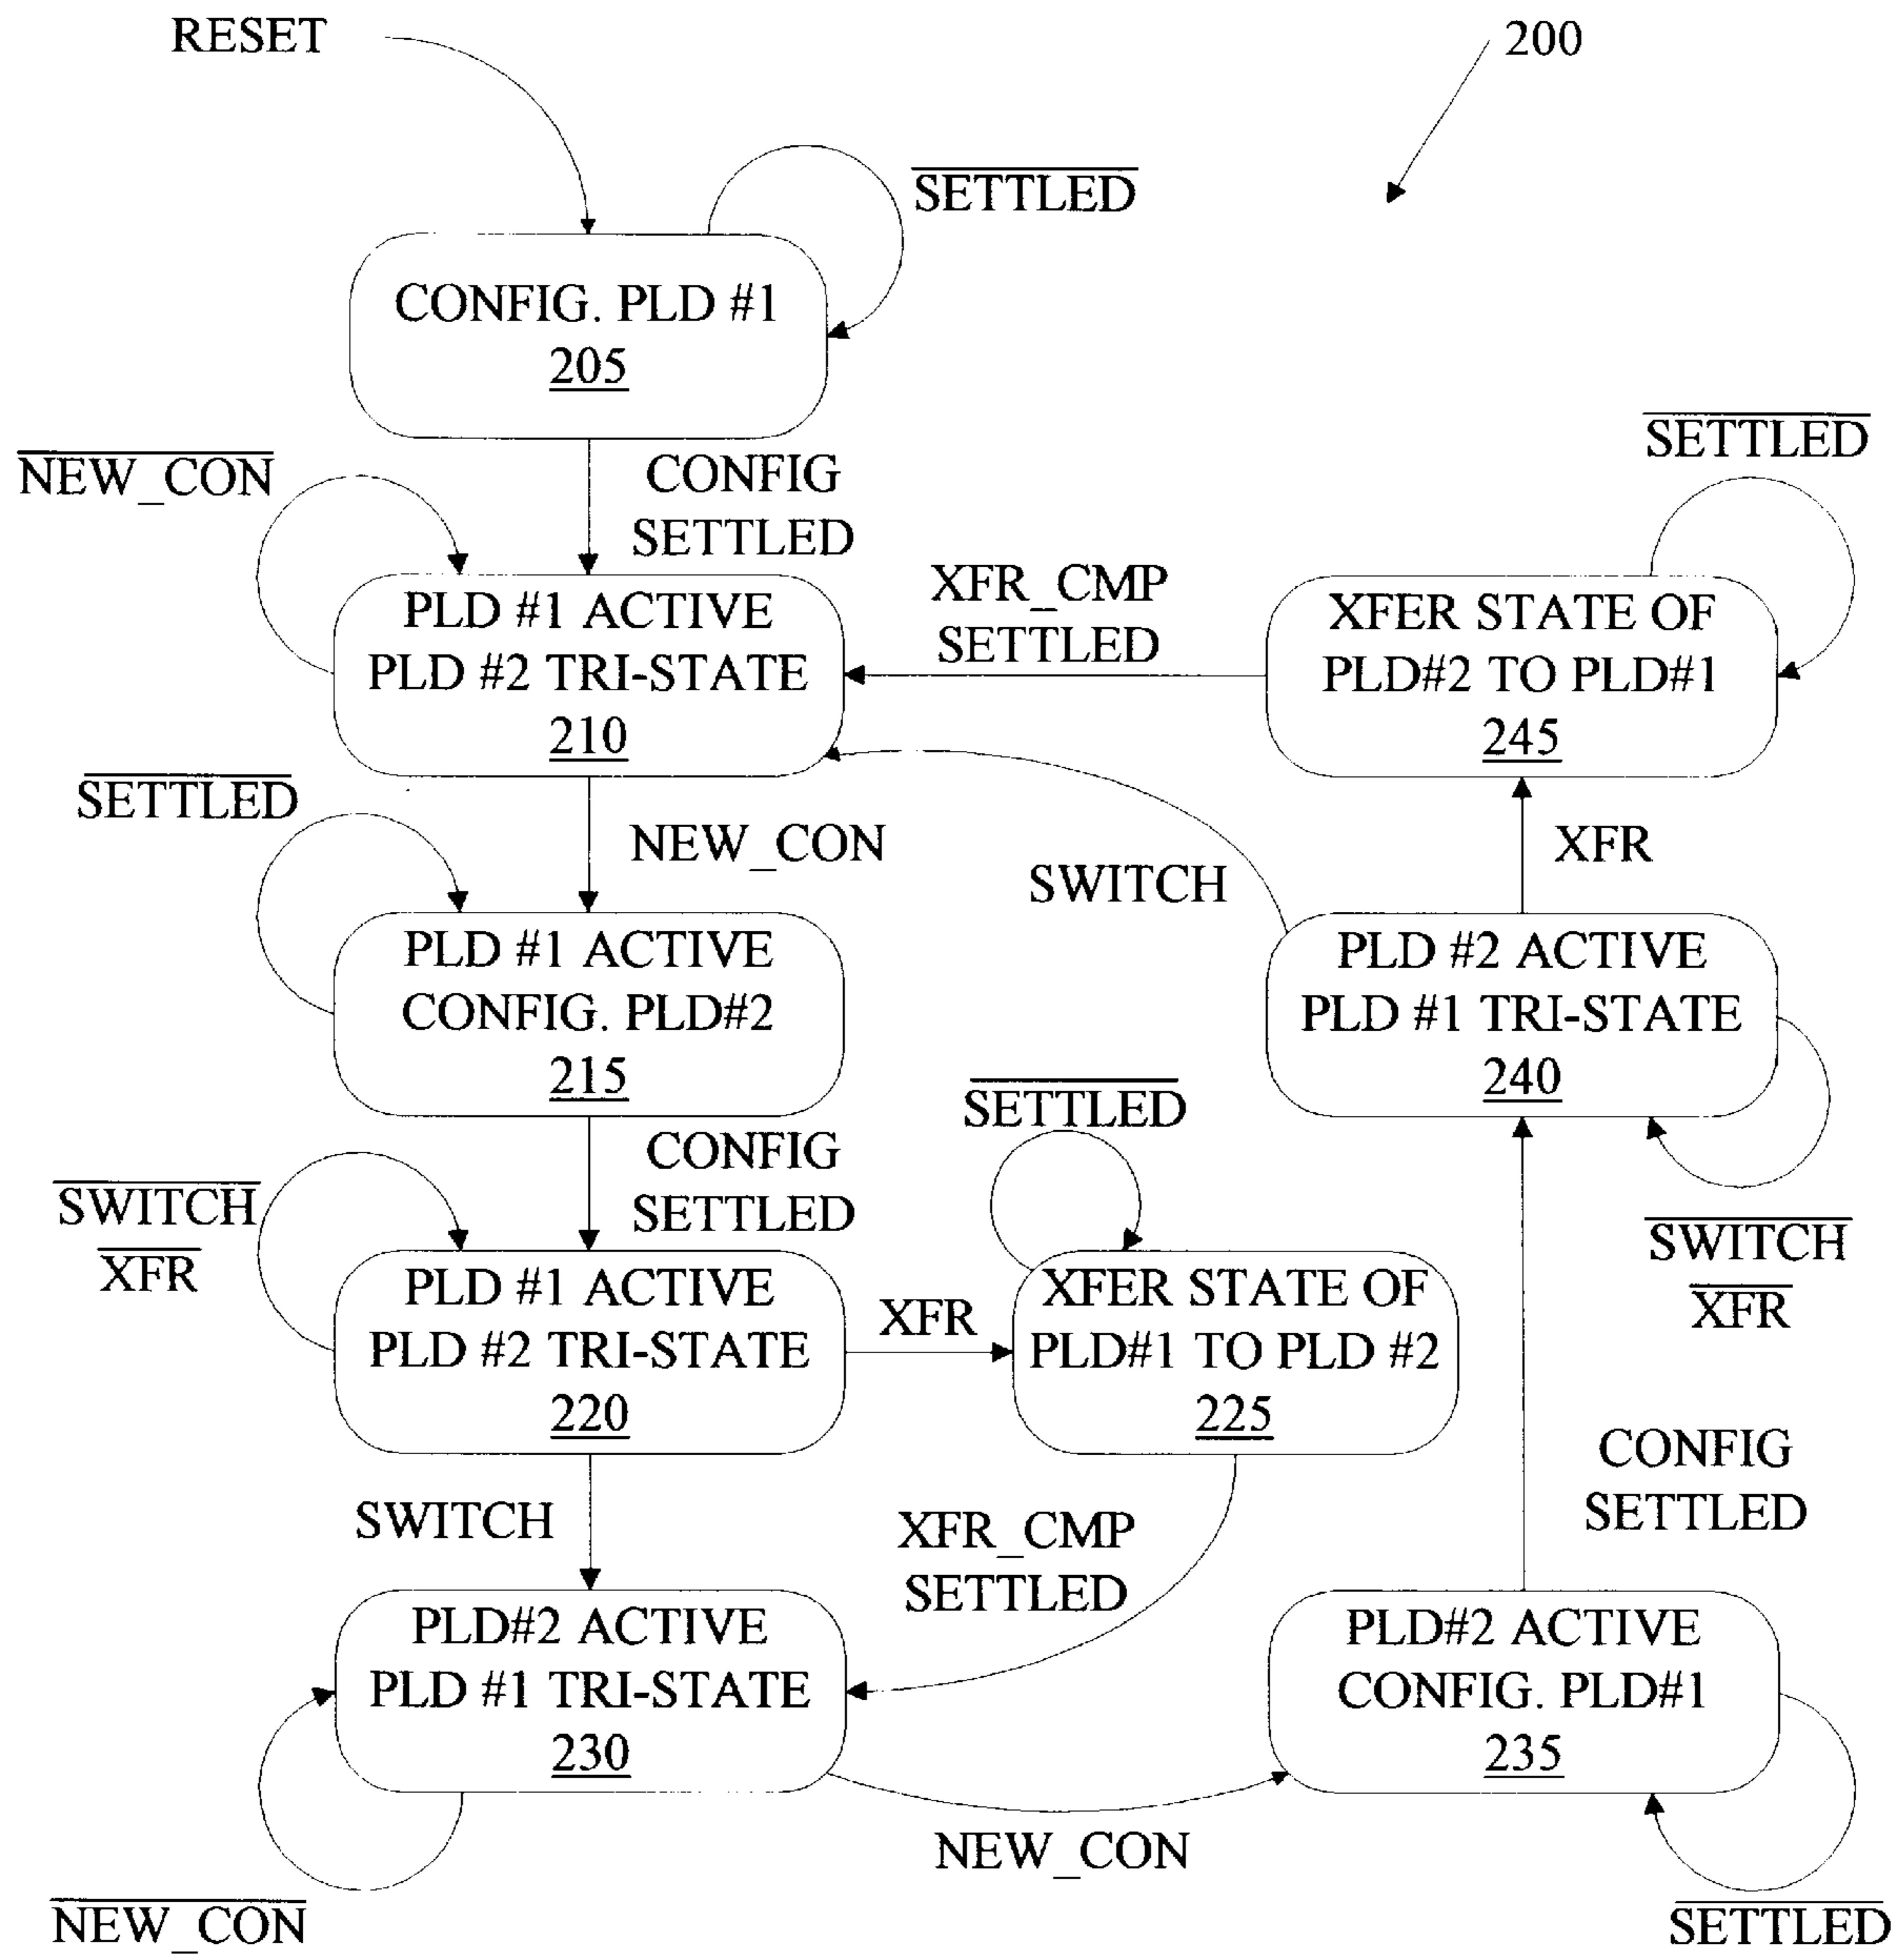 RESET
200
SETTLED
CONFIG. PLD #1
205
NEW_CON
CONFIG
SETTLED
SETTLED
PLD #1 ACTIVE
PLD #2 TRI-STATE
210
XFR_CMP
SETTLED
XFER STATE OF
PLD#2 TO PLD#1
245
SETTLED
NEW_CON
SWITCH
XFR
PLD #1 ACTIVE
CONFIG. PLD#2
215
PLD #2 ACTIVE
PLD #1 TRI-STATE
240
SETTLED
CONFIG
SETTLED
SWITCH
XFR
SWITCH
XFR
PLD #1 ACTIVE
PLD #2 TRI-STATE
220
XFR
XFER STATE OF
PLD#1 TO PLD #2
225
SWITCH
XFR_CMP
SETTLED
CONFIG
SETTLED
PLD#2 ACTIVE
PLD #1 TRI-STATE
230
PLD#2 ACTIVE
CONFIG. PLD#1
235
NEW_CON
NEW_CON
SETTLED